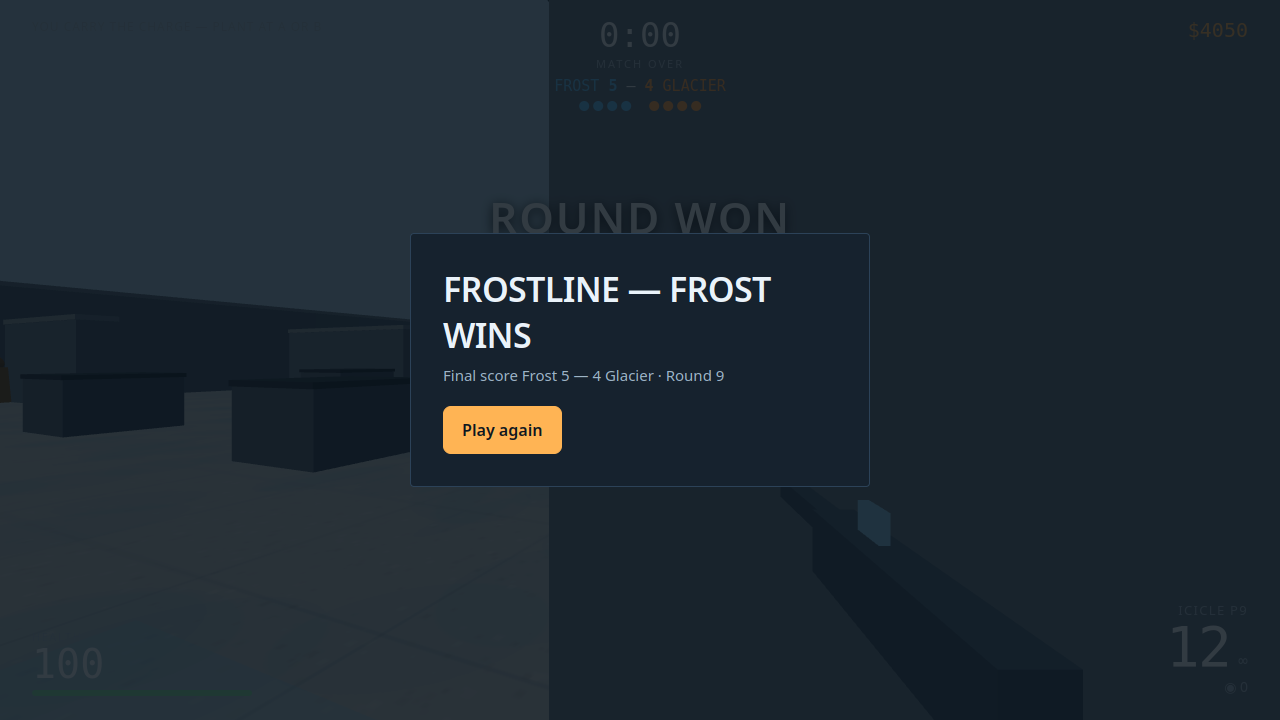 0:00
$4050
MATCH OVER
FROST 5 — 4 GLACIER
ROUND WON
FROSTLINE — FROST
WINS
Final score Frost 5 — 4 Glacier · Round 9
Play again
ICICLE P9
12 ∞
100
◉ 0